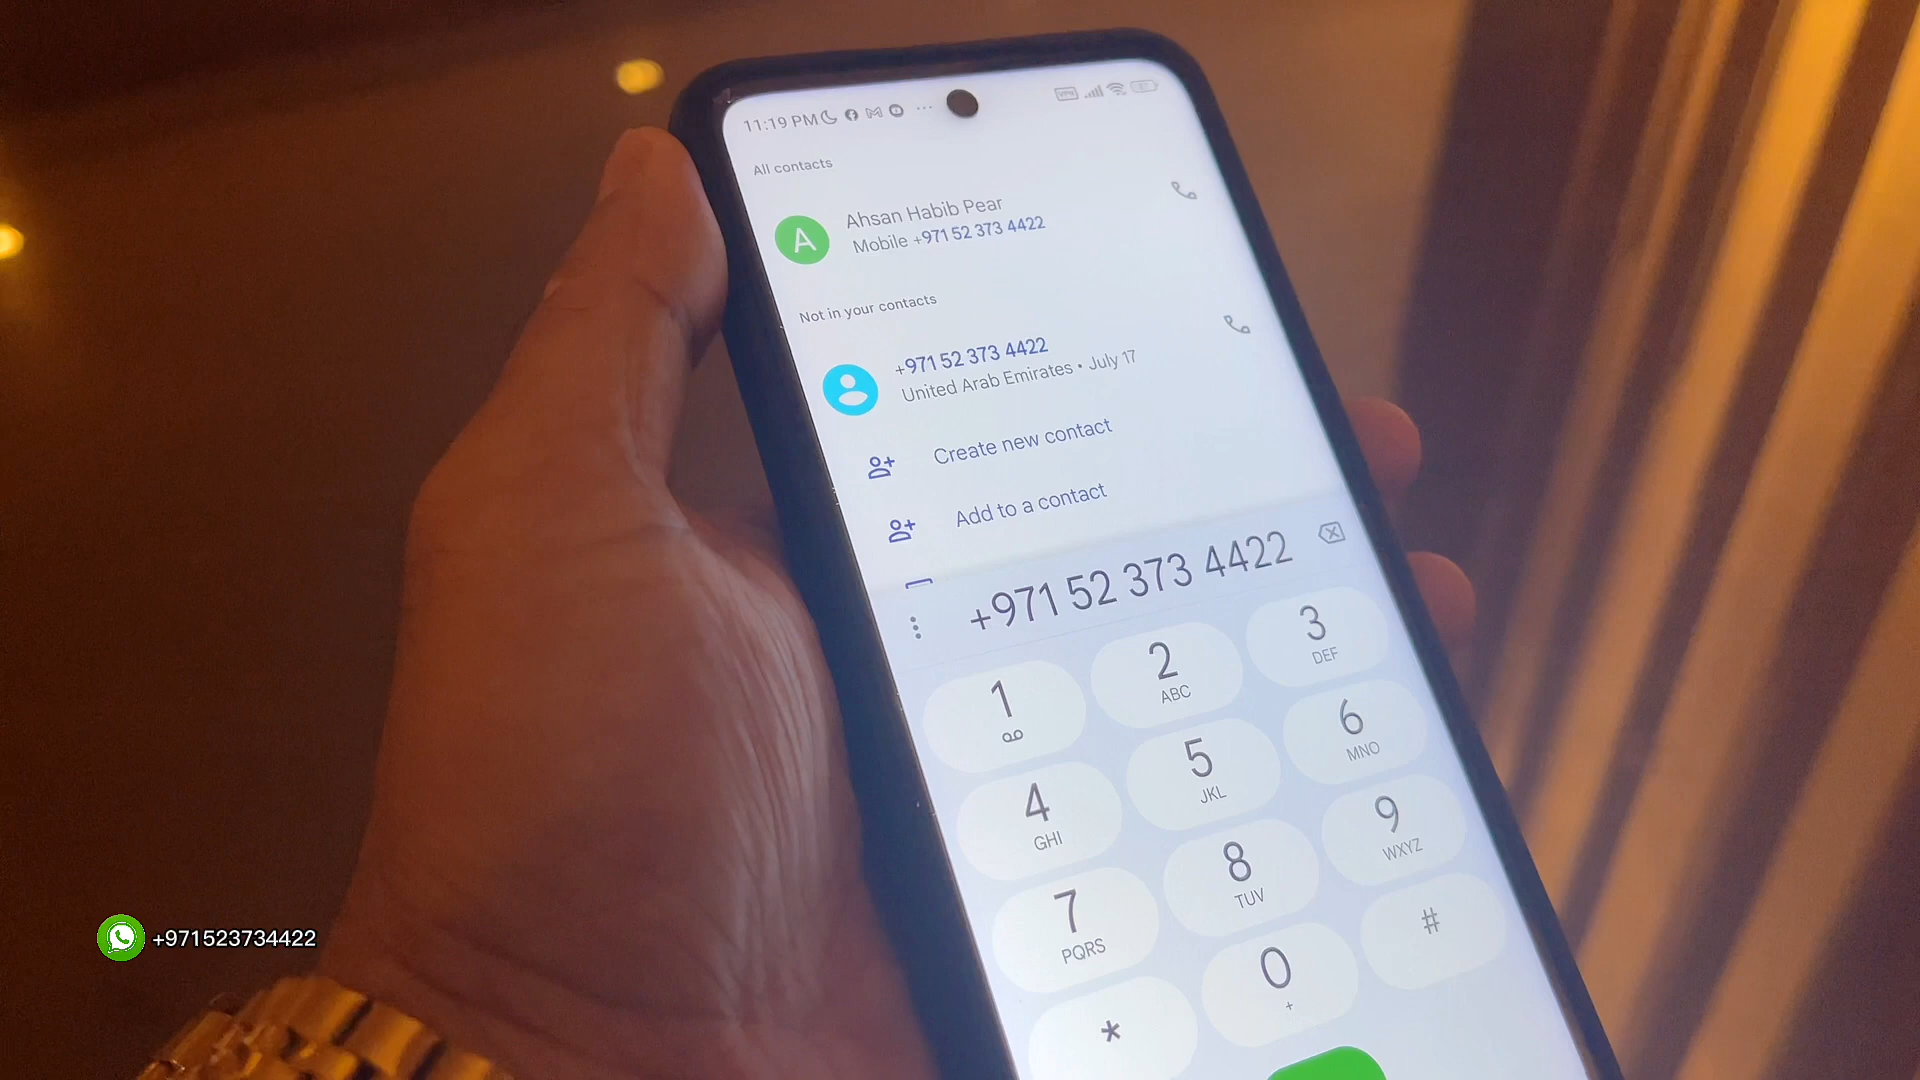 11:19 PM
VPN
All contacts
A
Ahsan Habib Pear
Mobile +971 52 373 4422
Not in your contacts
+971 52 373 4422
United Arab Emirates • July 17
Create new contact
Add to a contact
+971 52 373 4422
1
2
ABC
3
DEF
4
GHI
5
JKL
6
MNO
7
PQRS
8
TUV
9
WXYZ
*
0
+
#
+971523734422